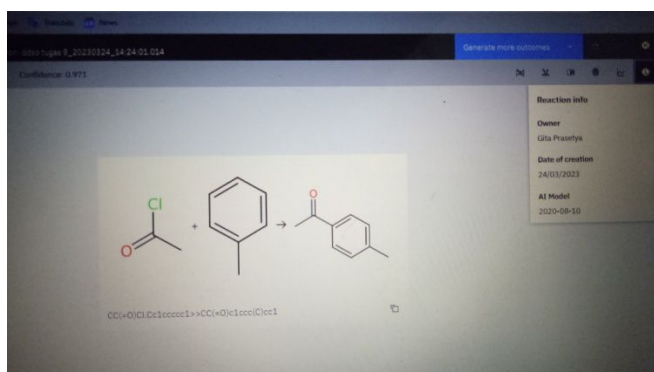 Translate
News
tugas 8_20230324_14:24:01.014
Generate more outcomes
Confidence: 0.971
Reaction info
Owner
Gita Prasetya
Date of creation
24/03/2023
AI Model
2020-08-10
Cl
O
+
→
O
CC(=O)Cl.Cc1ccccc1>>CC(=O)c1ccc(C)cc1